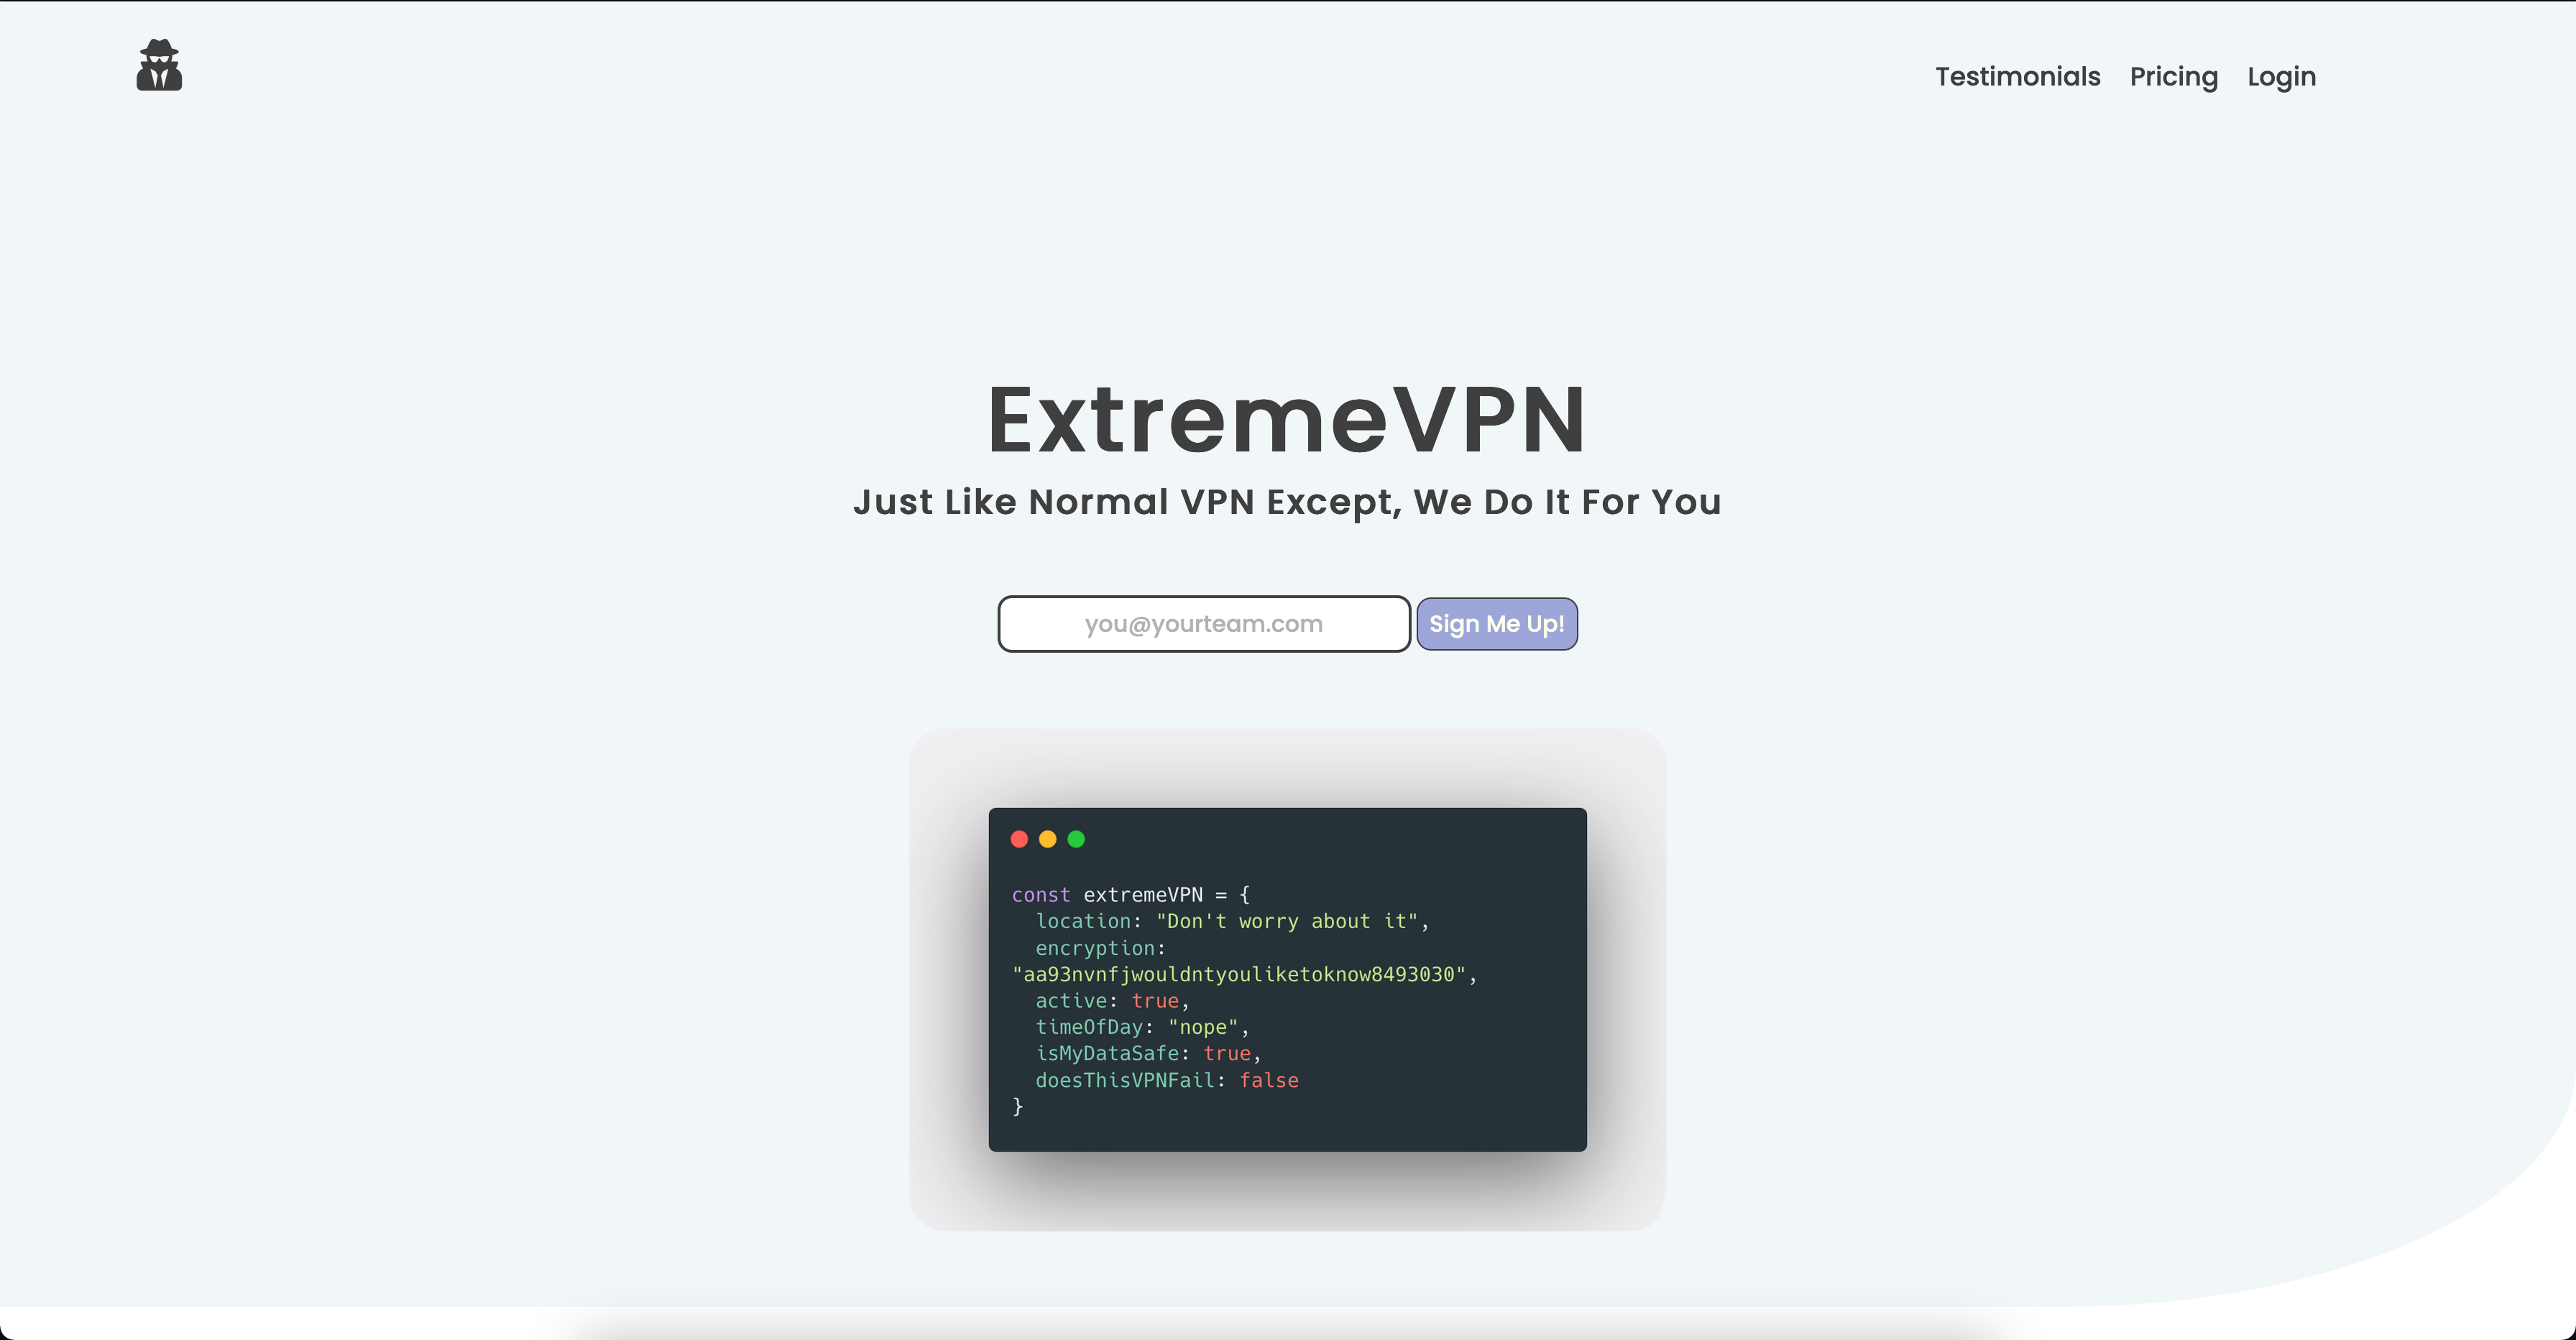 Testimonials Pricing Login
ExtremeVPN
Just Like Normal VPN Except, We Do It For You
you@yourteam.com Sign Me Up!
const extremeVPN = {
  location: "Don't worry about it",
  encryption:
"aa93nvnfjwouldntyouliketoknow8493030",
  active: true,
  timeOfDay: "nope",
  isMyDataSafe: true,
  doesThisVPNFail: false
}